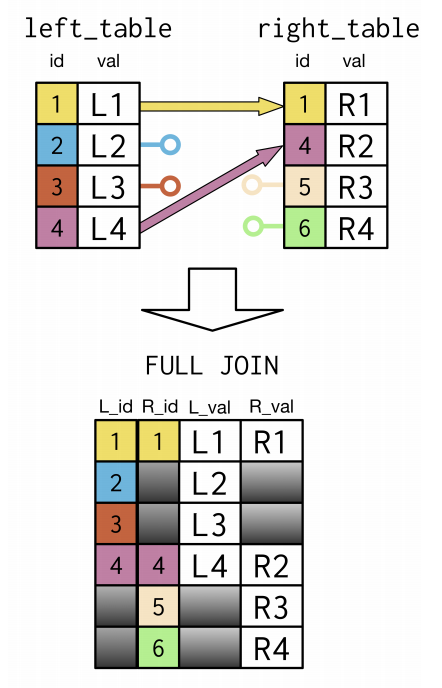 left_table right_table
id val id val
1 L1 1 R1
2 L2 4 R2
3 L3 5 R3
4 L4 6 R4
FULL JOIN
L_id R_id L_val R_val
1 1 L1 R1
2 L2
3 L3
4 4 L4 R2
5 R3
6 R4